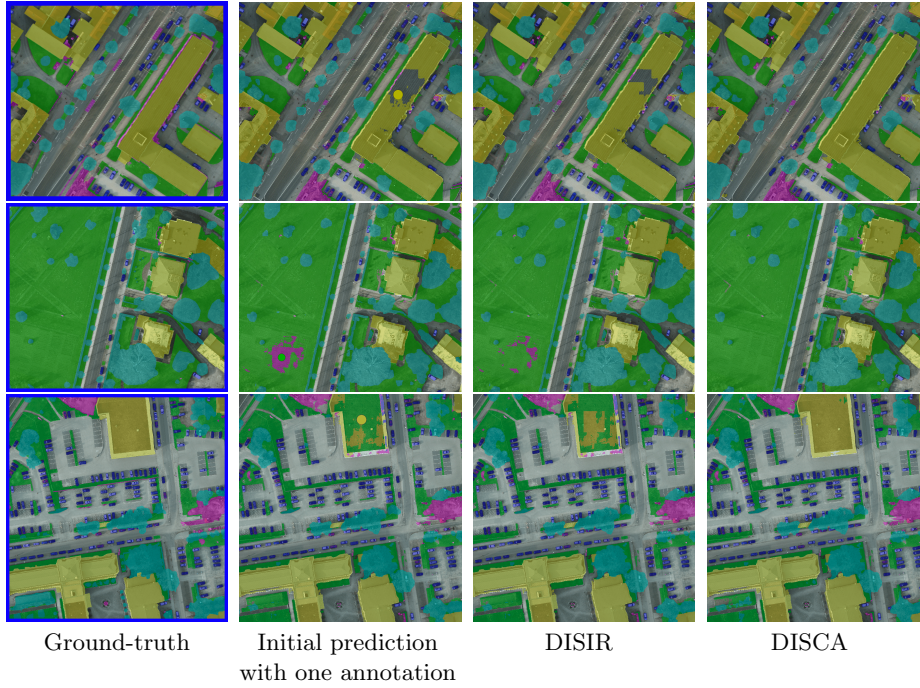 Ground-truth
Initial prediction
with one annotation
DISIR
DISCA